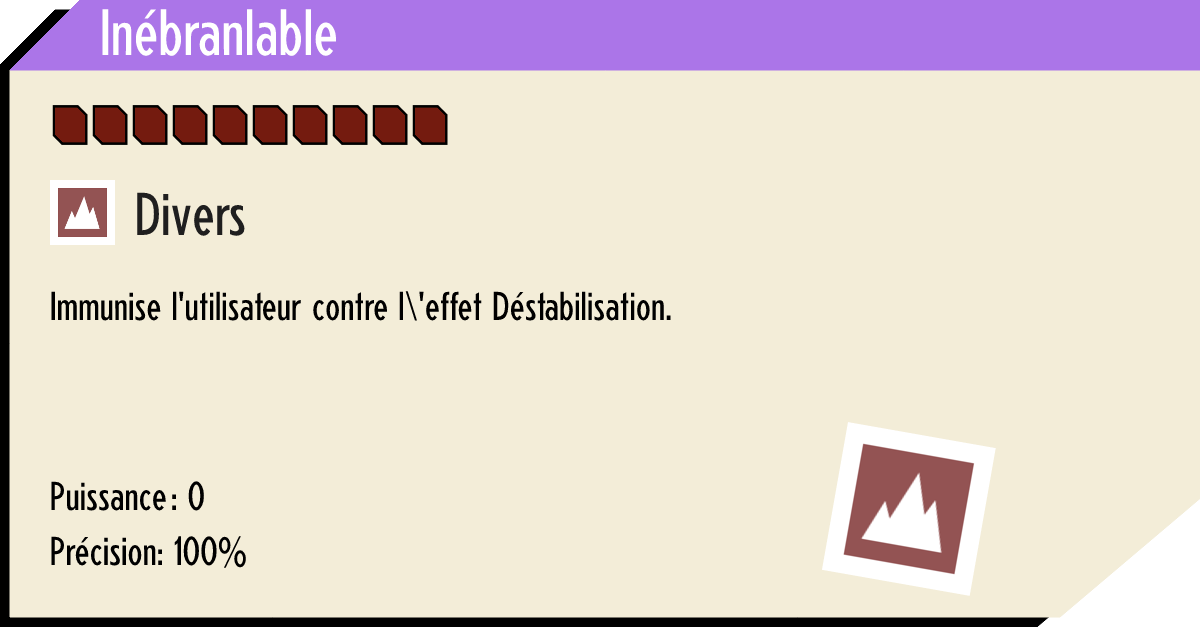 Inébranlable
Divers
Immunise l'utilisateur contre l\'effet Déstabilisation.
Puissance : 0
Précision: 100%